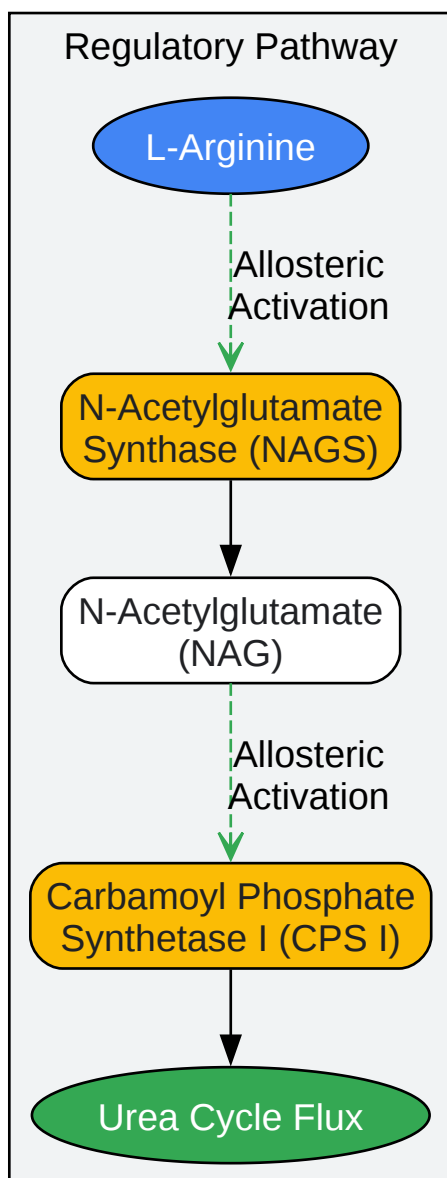 Regulatory Pathway
L-Arginine
Allosteric
Activation
N-Acetylglutamate
Synthase (NAGS)
N-Acetylglutamate
(NAG)
Allosteric
Activation
Carbamoyl Phosphate
Synthetase I (CPS I)
Urea Cycle Flux